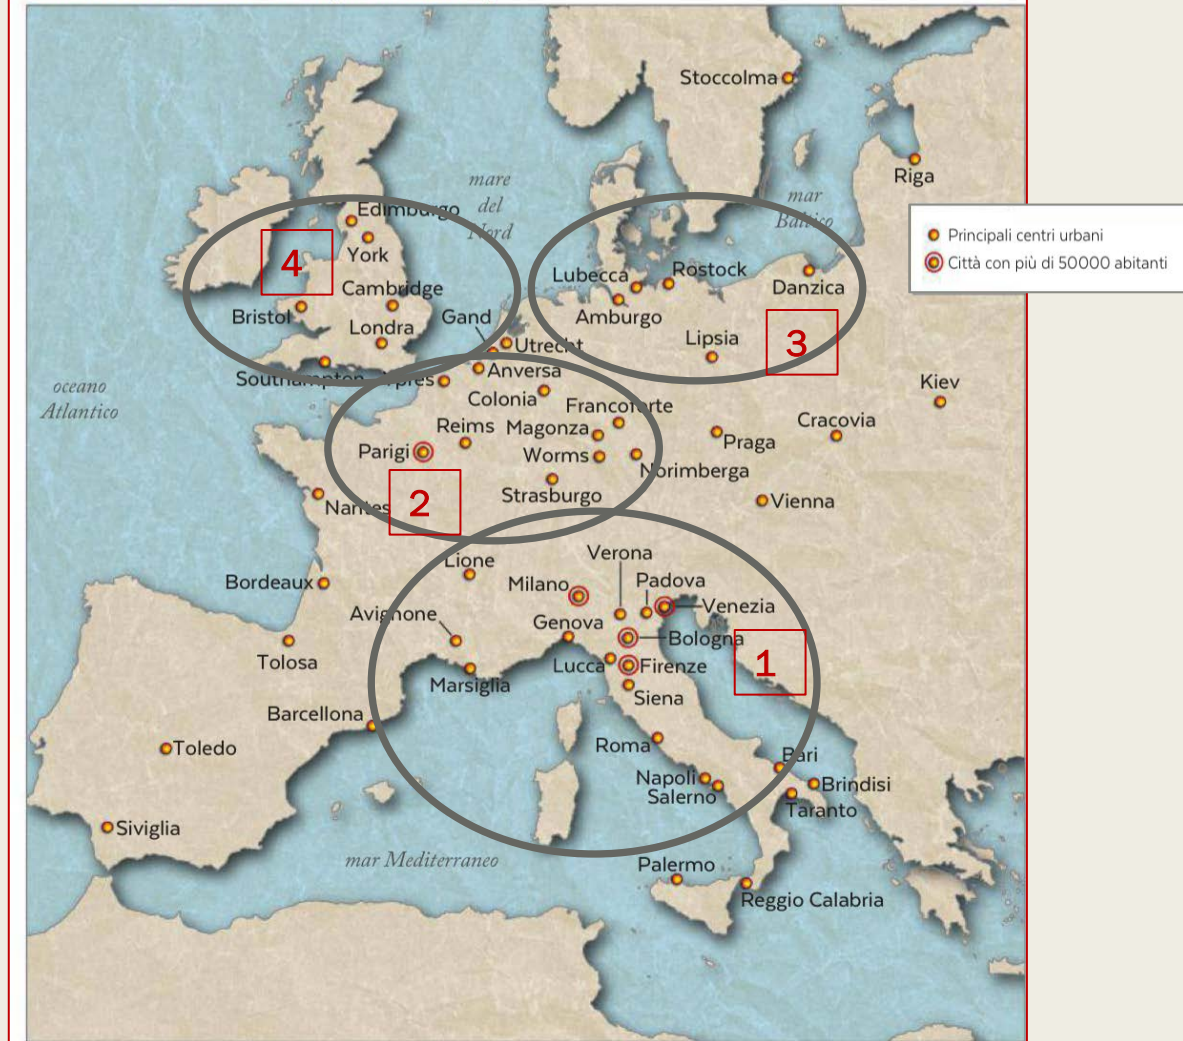 Stoccolma
mare
del
Nord
mar
Baltico
Riga
Principali centri urbani
Città con più di 50000 abitanti
Edimburgo
York
4
Cambridge
Bristol
Londra
Southampton
Gand
Utrecht
Ypres
Anversa
Lubecca
Rostock
Danzica
Amburgo
Lipsia
3
oceano
Atlantico
Colonia
Francoforte
Reims
Magonza
Parigi
Worms
Norimberga
Strasburgo
2
Nantes
Kiev
Cracovia
Praga
Vienna
Lione
Verona
Milano
Padova
Venezia
Bordeaux
Avignone
Genova
Bologna
1
Tolosa
Lucca
Firenze
Marsiglia
Siena
Barcellona
Toledo
Roma
Bari
Napoli
Brindisi
Salerno
Taranto
Siviglia
mar Mediterraneo
Palermo
Reggio Calabria